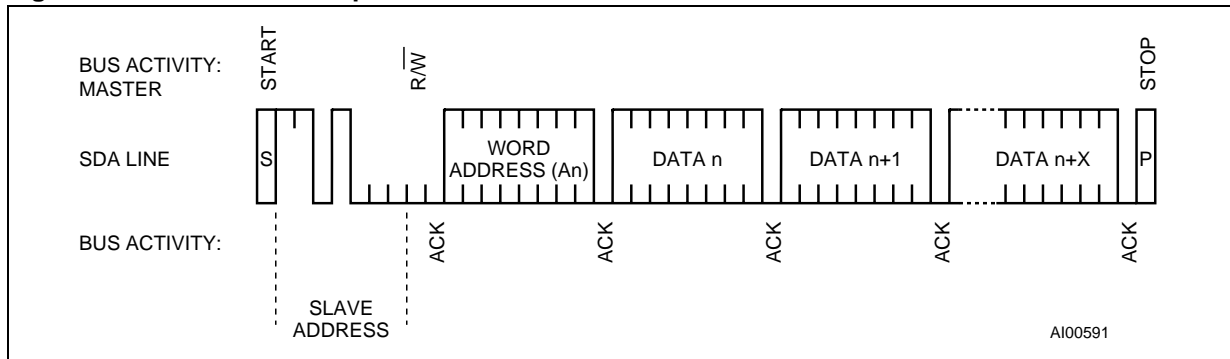 BUS ACTIVITY:
MASTER
START
R/W
STOP
SDA LINE
S
WORD
ADDRESS (An)
DATA n
DATA n+1
DATA n+X
P
BUS ACTIVITY:
ACK
ACK
ACK
ACK
ACK
SLAVE
ADDRESS
AI00591